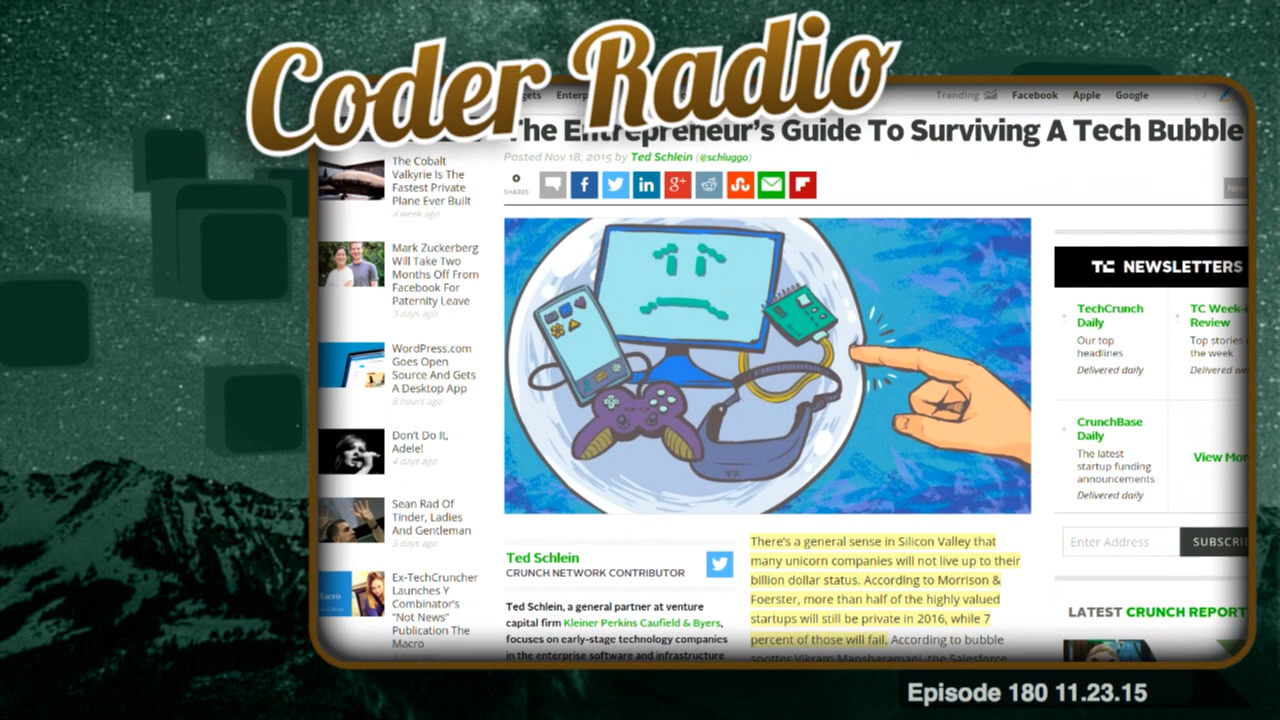 Coder Radio
Trending
Facebook
Apple
Google
The Entrepreneur's Guide To Surviving A Tech Bubble
Posted Nov 18, 2015 by Ted Schlein (@schluggo)
0
SHARES
The Cobalt
Valkyrie Is The
Fastest Private
Plane Ever Built
a week ago
Mark Zuckerberg
Will Take Two
Months Off From
Facebook For
Paternity Leave
3 days ago
WordPress.com
Goes Open
Source And Gets
A Desktop App
8 hours ago
Don't Do It,
Adele!
4 days ago
Sean Rad Of
Tinder, Ladies
And Gentleman
5 days ago
Ex-TechCruncher
Launches Y
Combinator's
"Not News"
Publication The
Macro
Ted Schlein
CRUNCH NETWORK CONTRIBUTOR
Ted Schlein, a general partner at venture
capital firm Kleiner Perkins Caufield & Byers,
focuses on early-stage technology companies
in the enterprise software and infrastructure
There's a general sense in Silicon Valley that
many unicorn companies will not live up to their
billion dollar status. According to Morrison &
Foerster, more than half of the highly valued
startups will still be private in 2016, while 7
percent of those will fail. According to bubble
spotter Vikram Mansharamani, the Salesforce
TC NEWSLETTERS
TechCrunch
Daily
Our top
headlines
Delivered daily
TC Week-i
Review
Top stories
the week
Delivered we
CrunchBase
Daily
The latest
startup funding
announcements
Delivered daily
View Mor
Enter Address
SUBSCRIB
LATEST CRUNCH REPORT
Episode 180 11.23.15